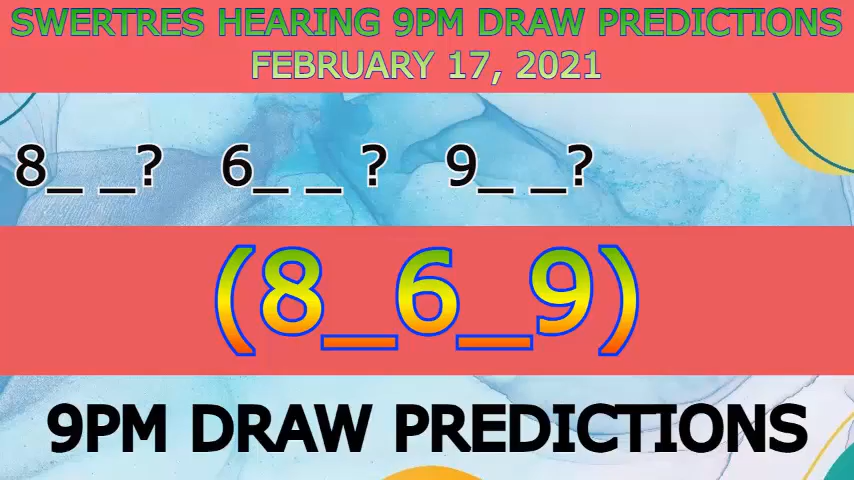 SWERTRES HEARING 9PM DRAW PREDICTIONS
FEBRUARY 17, 2021
8_ _? 6_ _ ? 9_ _?
(8_6_9)
9PM DRAW PREDICTIONS